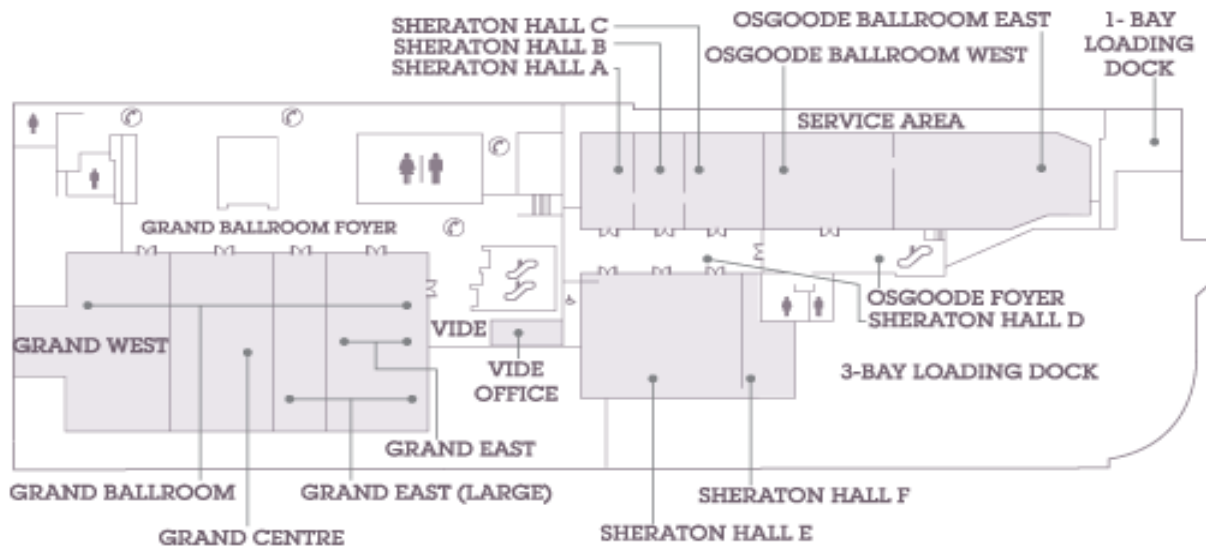 SHERATON HALL C
SHERATON HALL B
SHERATON HALL A
OSGOODE BALLROOM EAST
OSGOODE BALLROOM WEST
1- BAY
LOADING
DOCK
SERVICE AREA
GRAND BALLROOM FOYER
OSGOODE FOYER
SHERATON HALL D
GRAND WEST
VIDE
VIDE
OFFICE
3-BAY LOADING DOCK
GRAND EAST
GRAND BALLROOM
GRAND EAST (LARGE)
SHERATON HALL F
GRAND CENTRE
SHERATON HALL E